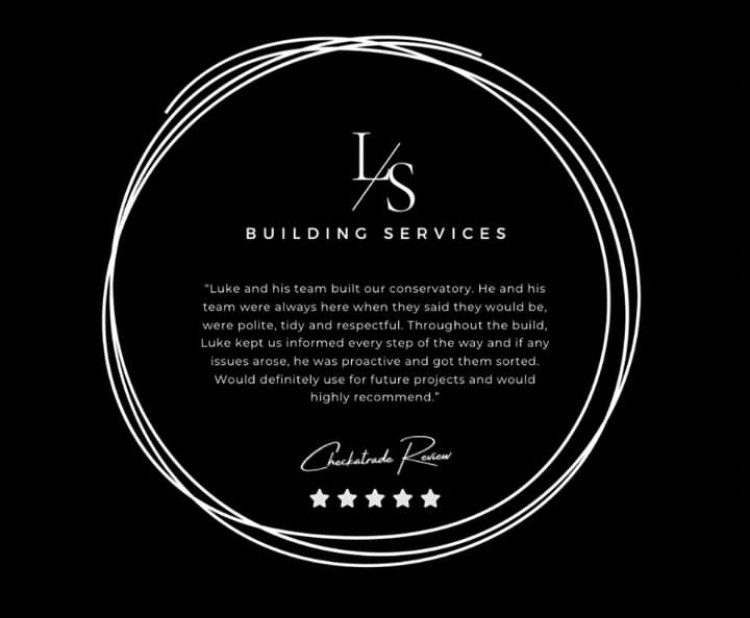 L/S
BUILDING SERVICES
"Luke and his team built our conservatory. He and his
team were always here when they said they would be,
were polite, tidy and respectful. Throughout the build,
Luke kept us informed every step of the way and if any
issues arose, he was proactive and got them sorted.
Would definitely use for future projects and would
highly recommend."
Checkatrade Review